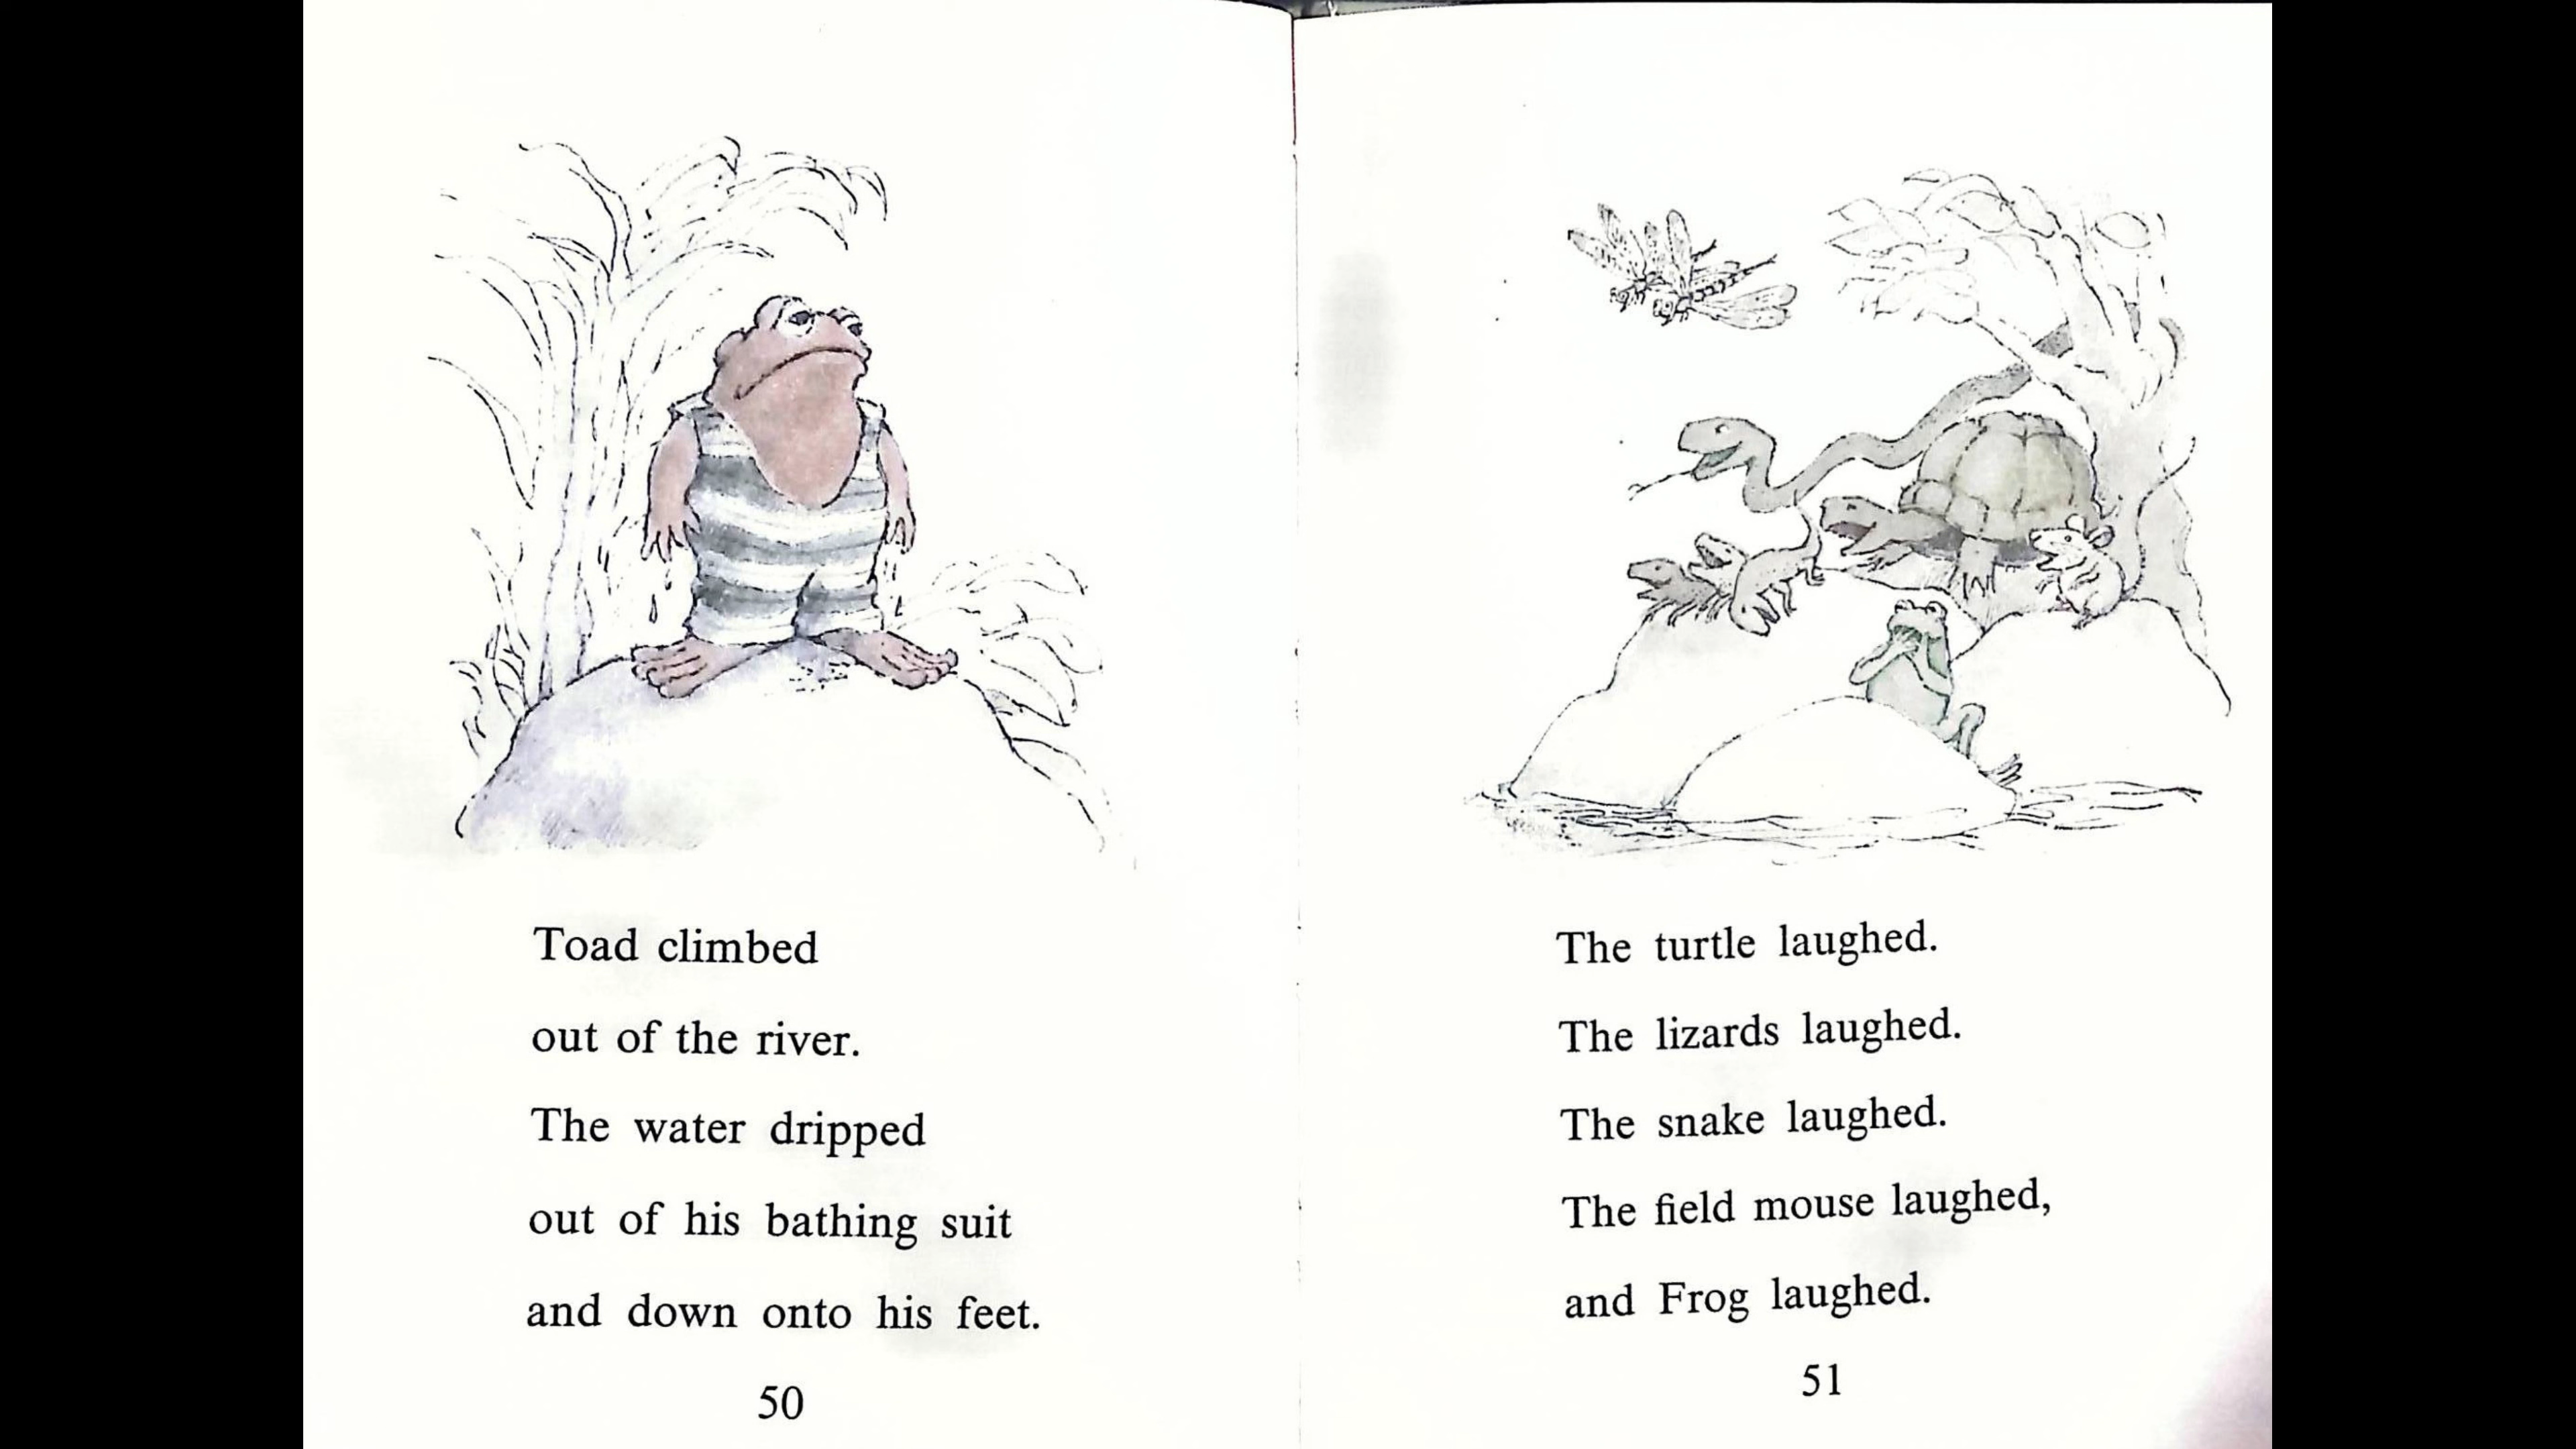 Toad climbed
out of the river.
The water dripped
out of his bathing suit
and down onto his feet.
50
The turtle laughed.
The lizards laughed.
The snake laughed.
The field mouse laughed,
and Frog laughed.
51